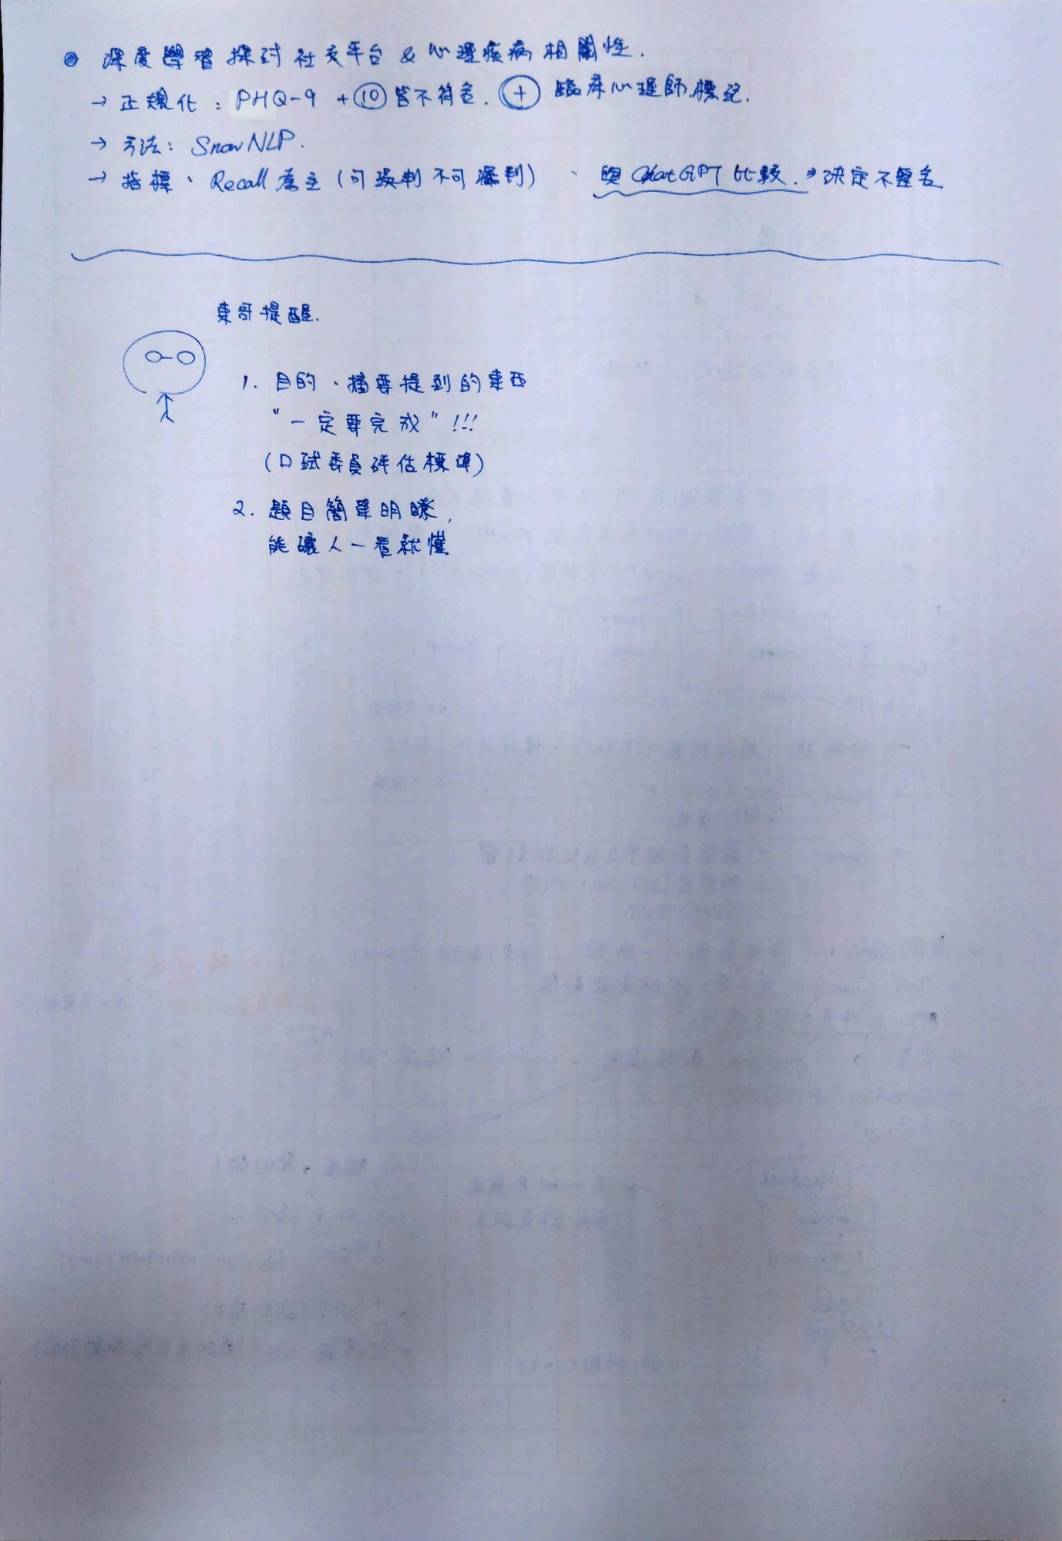 ◎ 深度學習探討社交平台 & 心理疾病相關性.
→ 正規化：PHQ-9 + ⑩ 皆不符合. ⊕ 臨床心理師標記.
→ 方法: SnowNLP.
→ 指標、Recall 為主 (可誤判 不可漏判) 、 與 ChatGPT 比較. → 決定不
東哥提醒.
1. 目的、摘要提到的東西
"一定要完成" !!!
(口試委員評估標準)
2. 題目簡單明瞭,
能讓人一看就懂